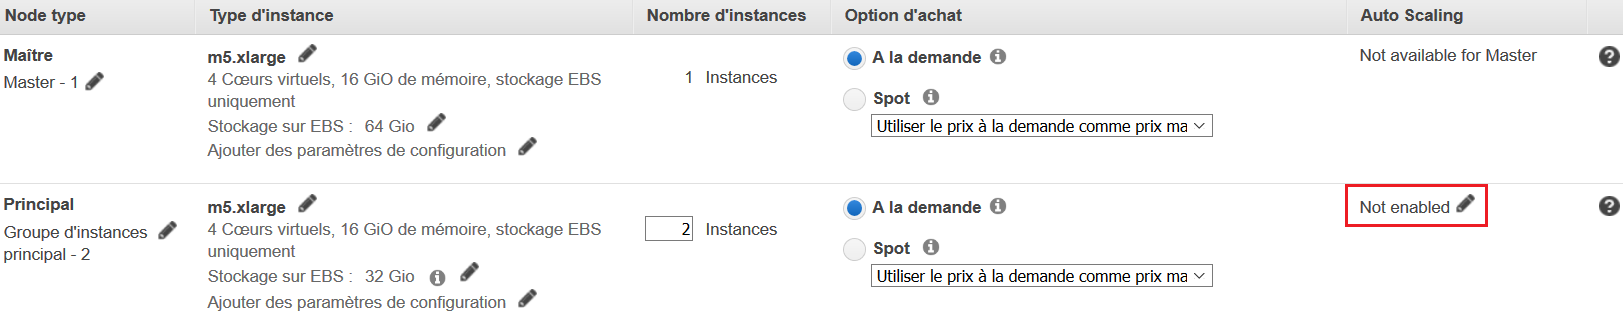 Node type Type d'instance Nombre d'instances Option d'achat Auto Scaling
Maître
Master - 1
m5.xlarge
4 Cœurs virtuels, 16 GiO de mémoire, stockage EBS
uniquement
Stockage sur EBS : 64 Gio
Ajouter des paramètres de configuration
1 Instances
A la demande
Spot
Utiliser le prix à la demande comme prix ma
Not available for Master
Principal
Groupe d'instances
principal - 2
m5.xlarge
4 Cœurs virtuels, 16 GiO de mémoire, stockage EBS
uniquement
Stockage sur EBS : 32 Gio
Ajouter des paramètres de configuration
2 Instances
A la demande
Spot
Utiliser le prix à la demande comme prix ma
Not enabled